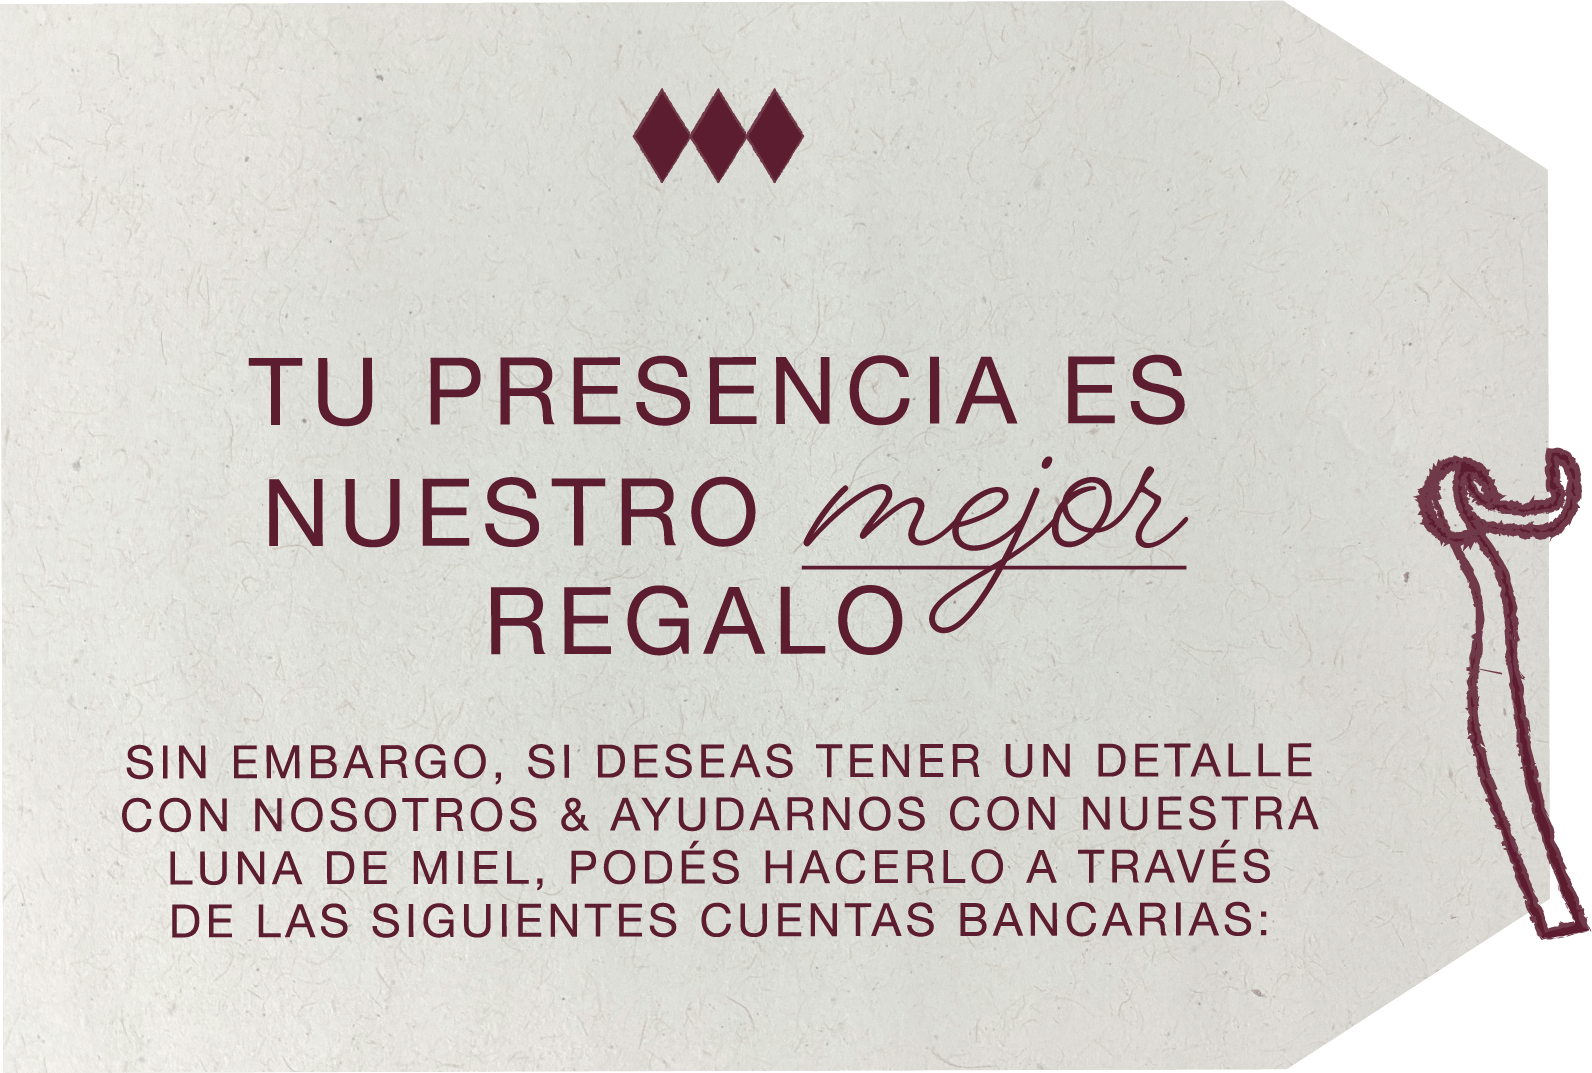 TU PRESENCIA ES
NUESTRO mejor
REGALO
SIN EMBARGO, SI DESEAS TENER UN DETALLE
CON NOSOTROS & AYUDARNOS CON NUESTRA
LUNA DE MIEL, PODÉS HACERLO A TRAVÉS
DE LAS SIGUIENTES CUENTAS BANCARIAS: